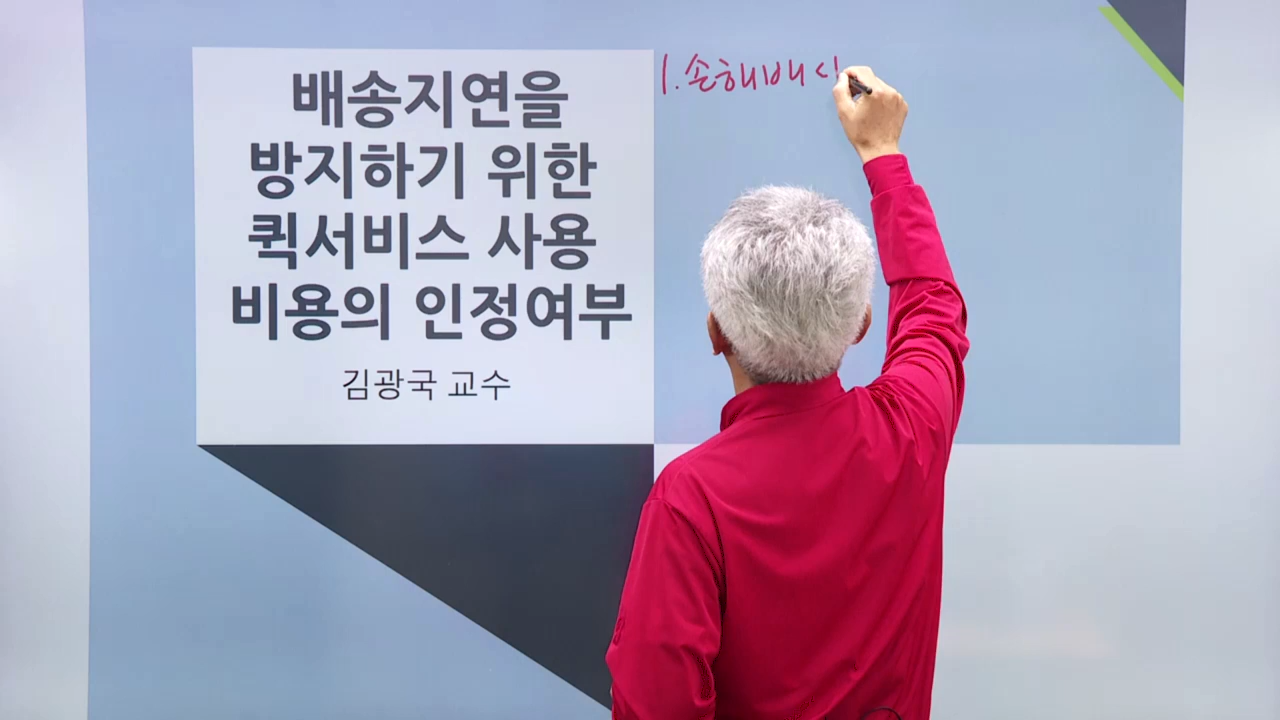 배송지연을
방지하기 위한
퀵서비스 사용
비용의 인정여부
김광국 교수
1. 손해배